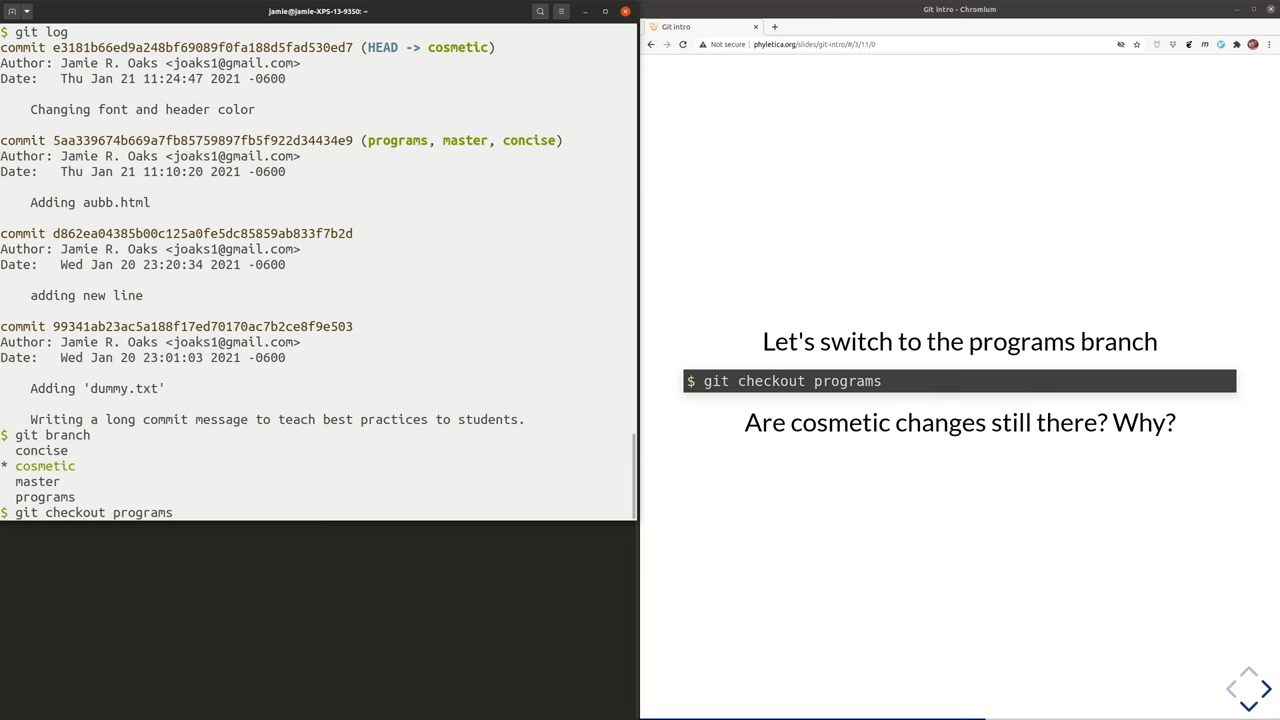 jamie@jamie-XPS-13-9350: ~
$ git log
commit e3181b66ed9a248bf69089f0fa188d5fad530ed7 (HEAD -> cosmetic)
Author: Jamie R. Oaks <joaks1@gmail.com>
Date:   Thu Jan 21 11:24:47 2021 -0600
Changing font and header color
commit 5aa339674b669a7fb85759897fb5f922d34434e9 (programs, master, concise)
Author: Jamie R. Oaks <joaks1@gmail.com>
Date:   Thu Jan 21 11:10:20 2021 -0600
Adding aubb.html
commit d862ea04385b00c125a0fe5dc85859ab833f7b2d
Author: Jamie R. Oaks <joaks1@gmail.com>
Date:   Wed Jan 20 23:20:34 2021 -0600
adding new line
commit 99341ab23ac5a188f17ed70170ac7b2ce8f9e503
Author: Jamie R. Oaks <joaks1@gmail.com>
Date:   Wed Jan 20 23:01:03 2021 -0600
Adding 'dummy.txt'
Writing a long commit message to teach best practices to students.
$ git branch
concise
* cosmetic
master
programs
$ git checkout programs
Git intro - Chromium
Git intro
Not secure | phyletica.org/slides/git-intro/#/3/11/0
Let's switch to the programs branch
$ git checkout programs
Are cosmetic changes still there? Why?